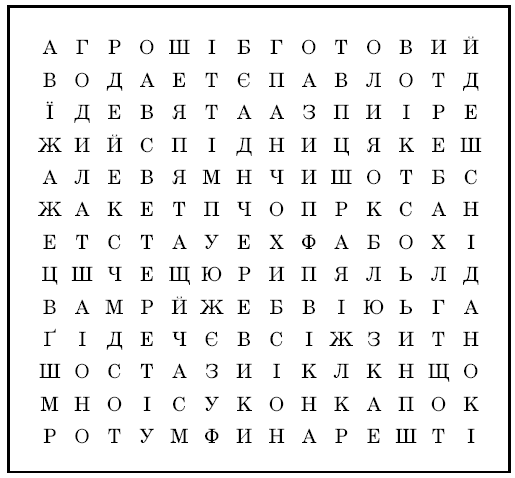 А Г Р О Ш І Б Г О Т О В И Й
В О Д А Е Т Є П А В Л О Т Д
Ї Д Е В Я Т А А З П И І Р Е
Ж И Й С П І Д Н И Ц Я К Е Ш
А Л Е В Я М Н Ч И Ш О Т Б С
Ж А К Е Т П Ч О П Р К С А Н
Е Т С Т А У Е Х Ф А Б О Х І
Ц Ш Ч Е Щ Ю Р И П Я Л Ь Л Д
В А М Р Й Ж Е Б В І Ю Ь Г А
Ґ І Д Е Ч Є В С І Ж З И Т Н
Ш О С Т А З И І К Л К Н Щ О
М Н О І С У К О Н К А П О К
Р О Т У М Ф И Н А Р Е Ш Т І